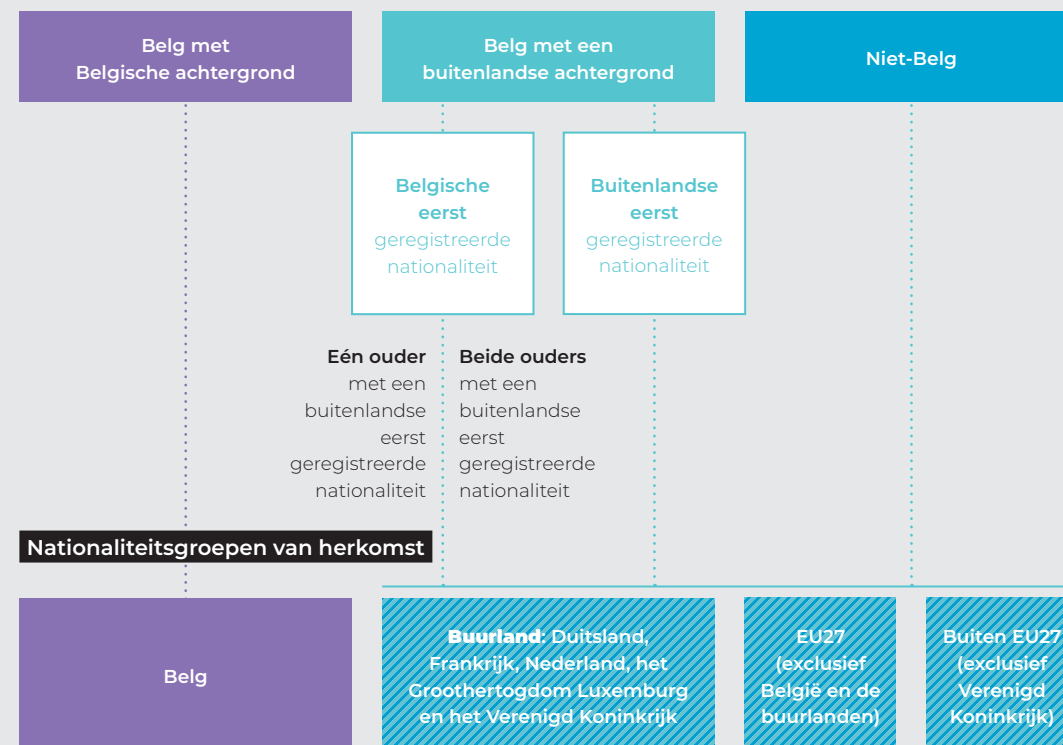 Belg met
Belgische achtergrond
Belg met een
buitenlandse achtergrond
Niet-Belg
Belgische
eerst
geregistreerde
nationaliteit
Buitenlandse
eerst
geregistreerde
nationaliteit
Eén ouder
met een
buitenlandse
eerst
geregistreerde
nationaliteit
Beide ouders
met een
buitenlandse
eerst
geregistreerde
nationaliteit
Nationaliteitsgroepen van herkomst
Belg
Buurland: Duitsland,
Frankrijk, Nederland, het
Groothertogdom Luxemburg
en het Verenigd Koninkrijk
EU27
(exclusief
België en de
buurlanden)
Buiten EU27
(exclusief
Verenigd
Koninkrijk)